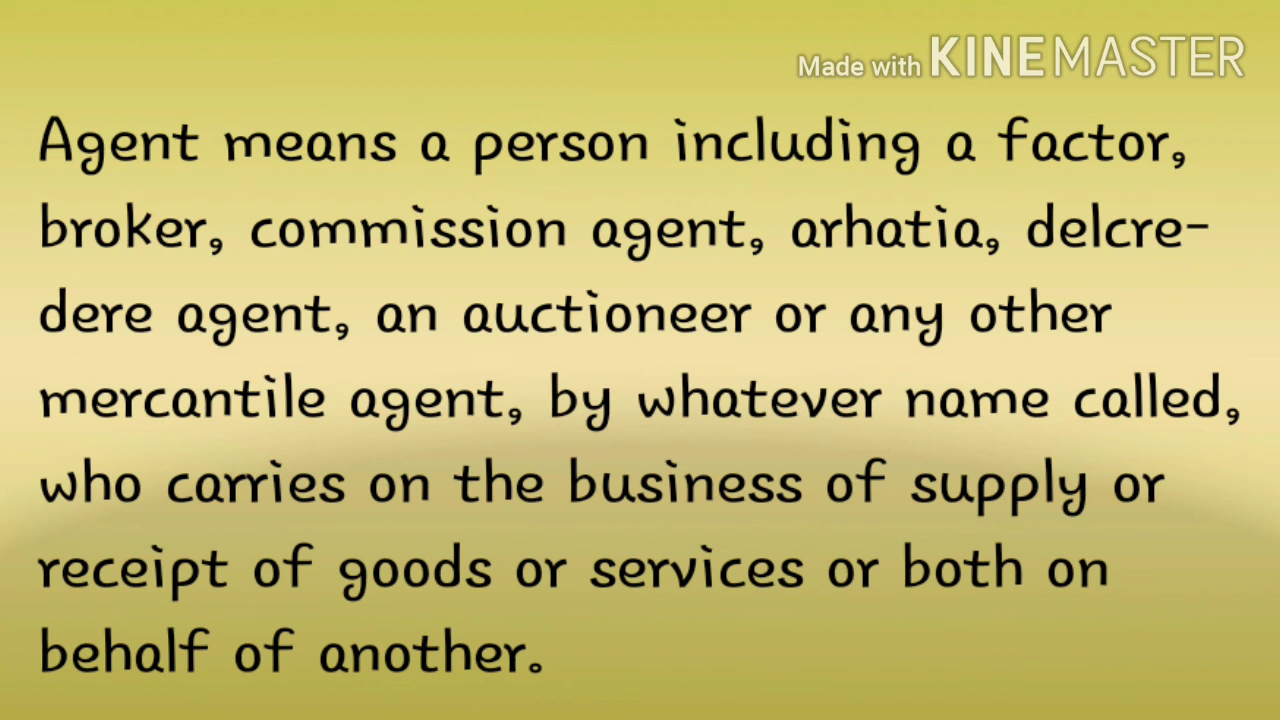 Made with KINEMASTER
Agent means a person including a factor,
broker, commission agent, arhatia, delcre-
dere agent, an auctioneer or any other
mercantile agent, by whatever name called,
who carries on the business of supply or
receipt of goods or services or both on
behalf of another.